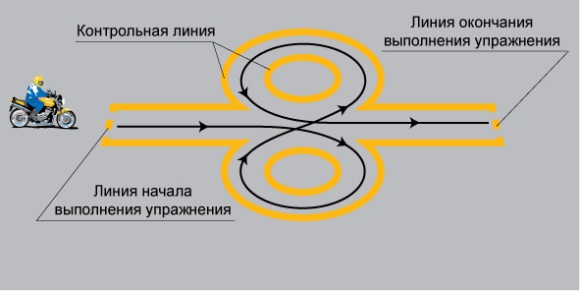 Контрольная линия
Линия окончания
выполнения упражнения
Линия начала
выполнения упражнения